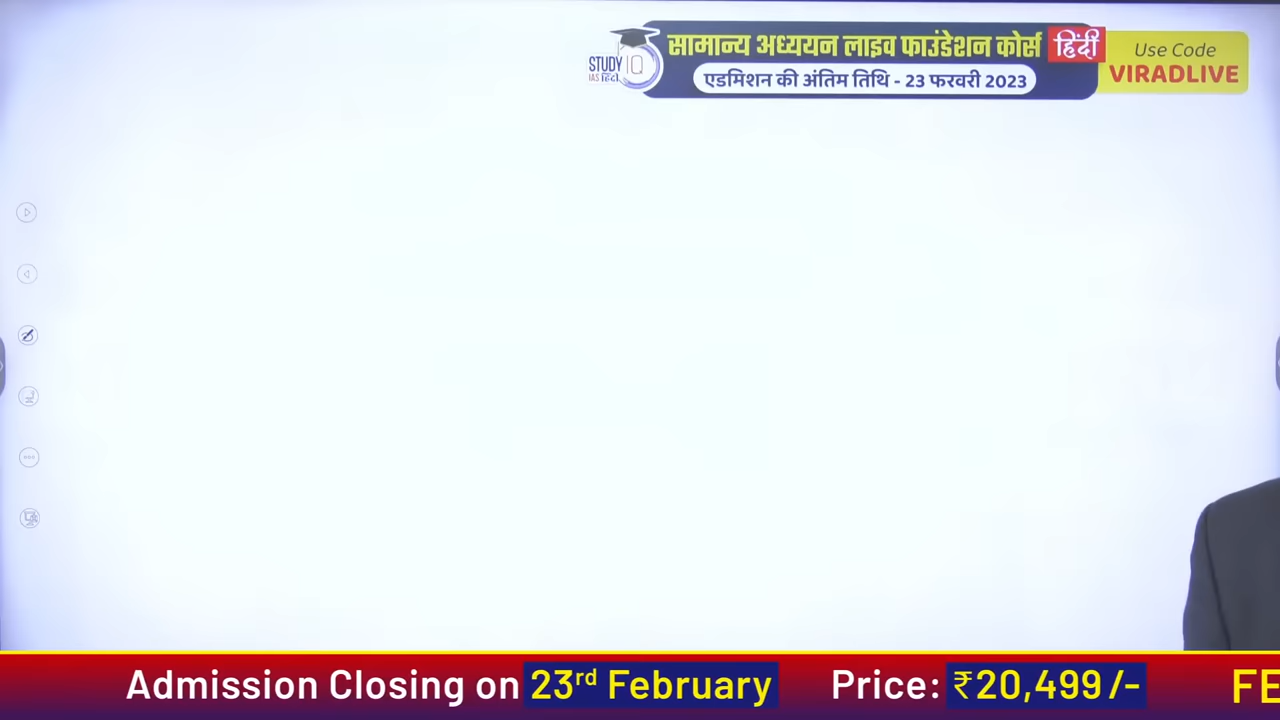 STUDY IQ
IAS हिंदी
सामान्य अध्ययन लाइव फाउंडेशन कोर्स हिंदी
एडमिशन की अंतिम तिथि - 23 फरवरी 2023
Use Code
VIRADLIVE
Admission Closing on 23rd February Price: ₹20,499/- FE